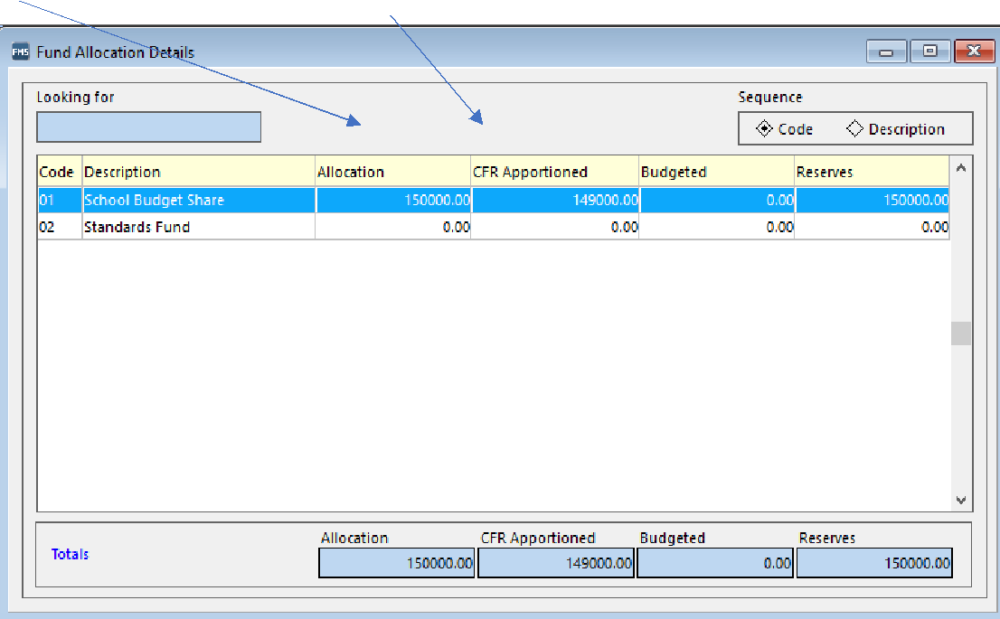 FMS Fund Allocation Details
Looking for
Sequence
Code Description
Code Description Allocation CFR Apportioned Budgeted Reserves
01 School Budget Share 150000.00 149000.00 0.00 150000.00
02 Standards Fund 0.00 0.00 0.00 0.00
Allocation CFR Apportioned Budgeted Reserves
Totals 150000.00 149000.00 0.00 150000.00